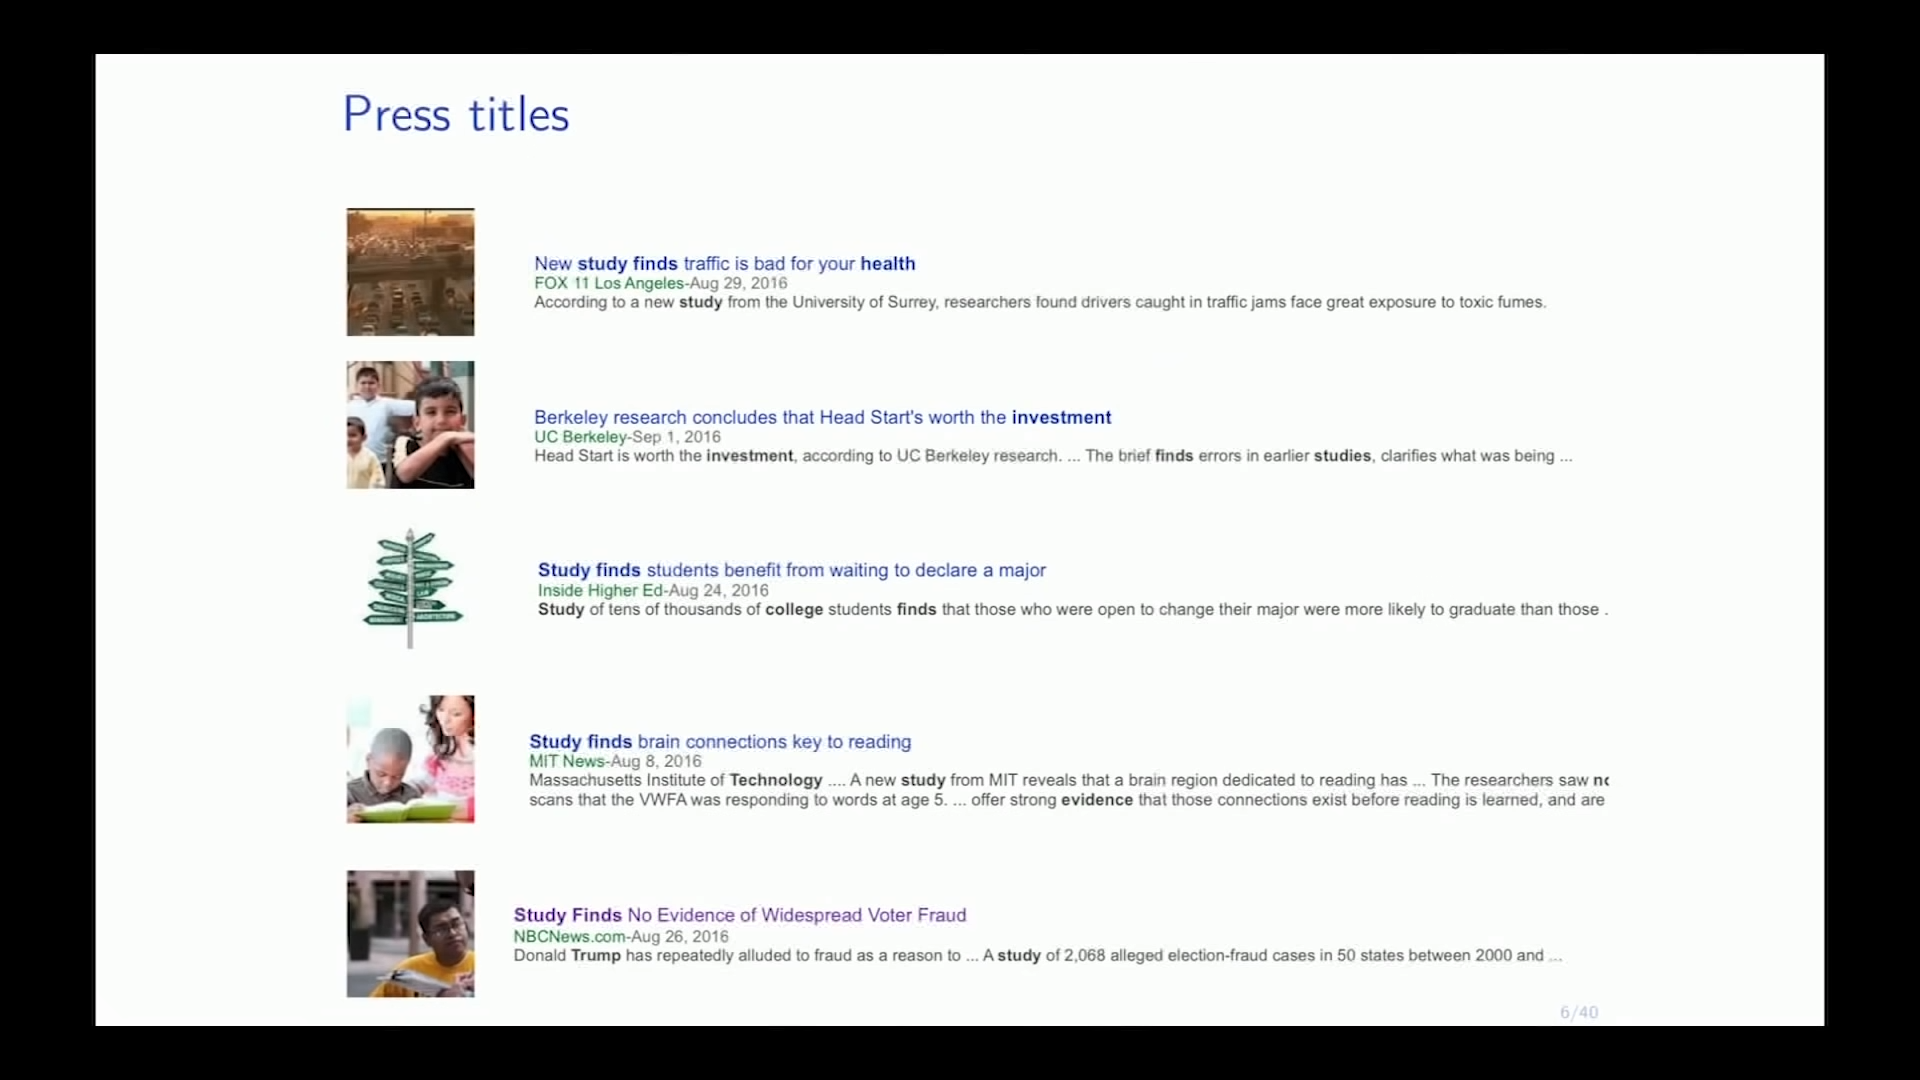 Press titles
New study finds traffic is bad for your health
FOX 11 Los Angeles-Aug 29, 2016
According to a new study from the University of Surrey, researchers found drivers caught in traffic jams face great exposure to toxic fumes.
Berkeley research concludes that Head Start's worth the investment
UC Berkeley-Sep 1, 2016
Head Start is worth the investment, according to UC Berkeley research. ... The brief finds errors in earlier studies, clarifies what was being ...
Study finds students benefit from waiting to declare a major
Inside Higher Ed-Aug 24, 2016
Study of tens of thousands of college students finds that those who were open to change their major were more likely to graduate than those .
Study finds brain connections key to reading
MIT News-Aug 8, 2016
Massachusetts Institute of Technology .... A new study from MIT reveals that a brain region dedicated to reading has ... The researchers saw
scans that the VWFA was responding to words at age 5. ... offer strong evidence that those connections exist before reading is learned, and are
Study Finds No Evidence of Widespread Voter Fraud
NBCNews.com-Aug 26, 2016
Donald Trump has repeatedly alluded to fraud as a reason to ... A study of 2,068 alleged election-fraud cases in 50 states between 2000 and ...
6/40